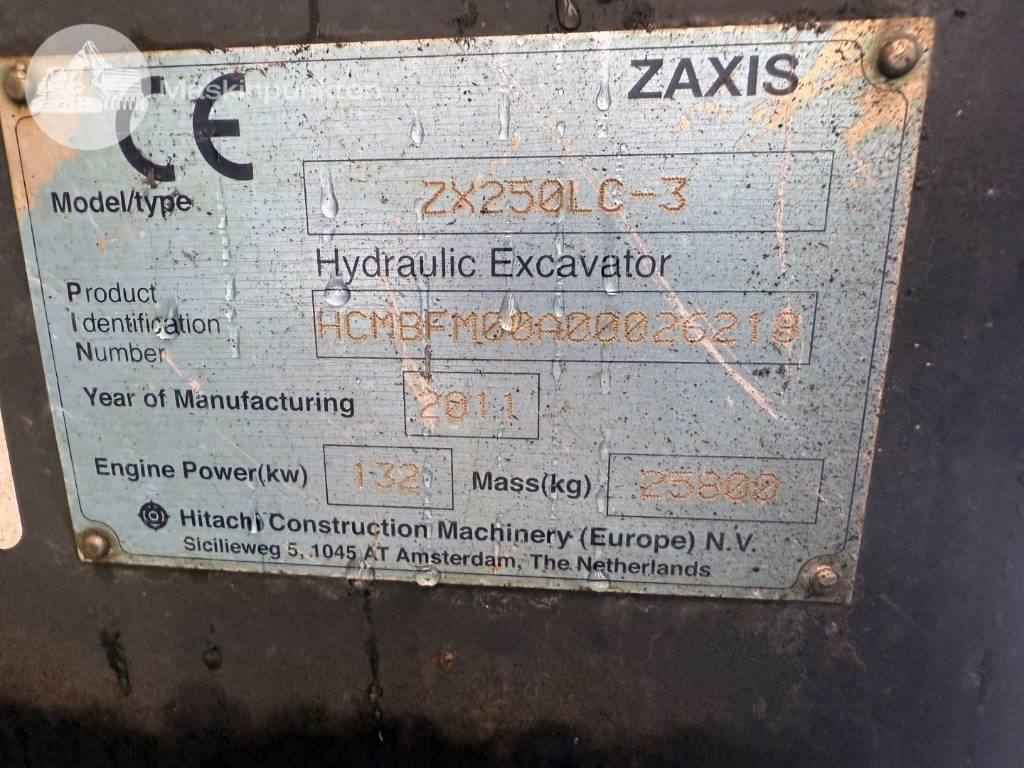 Maskinpunkten
CE
ZAXIS
Model/type ZX250LC-3
Hydraulic Excavator
Product
Identification
Number
HCMBFM00A00026218
Year of Manufacturing 2011
Engine Power(kw) 132 Mass(kg) 25800
Hitachi Construction Machinery (Europe) N.V.
Sicilieweg 5, 1045 AT Amsterdam, The Netherlands